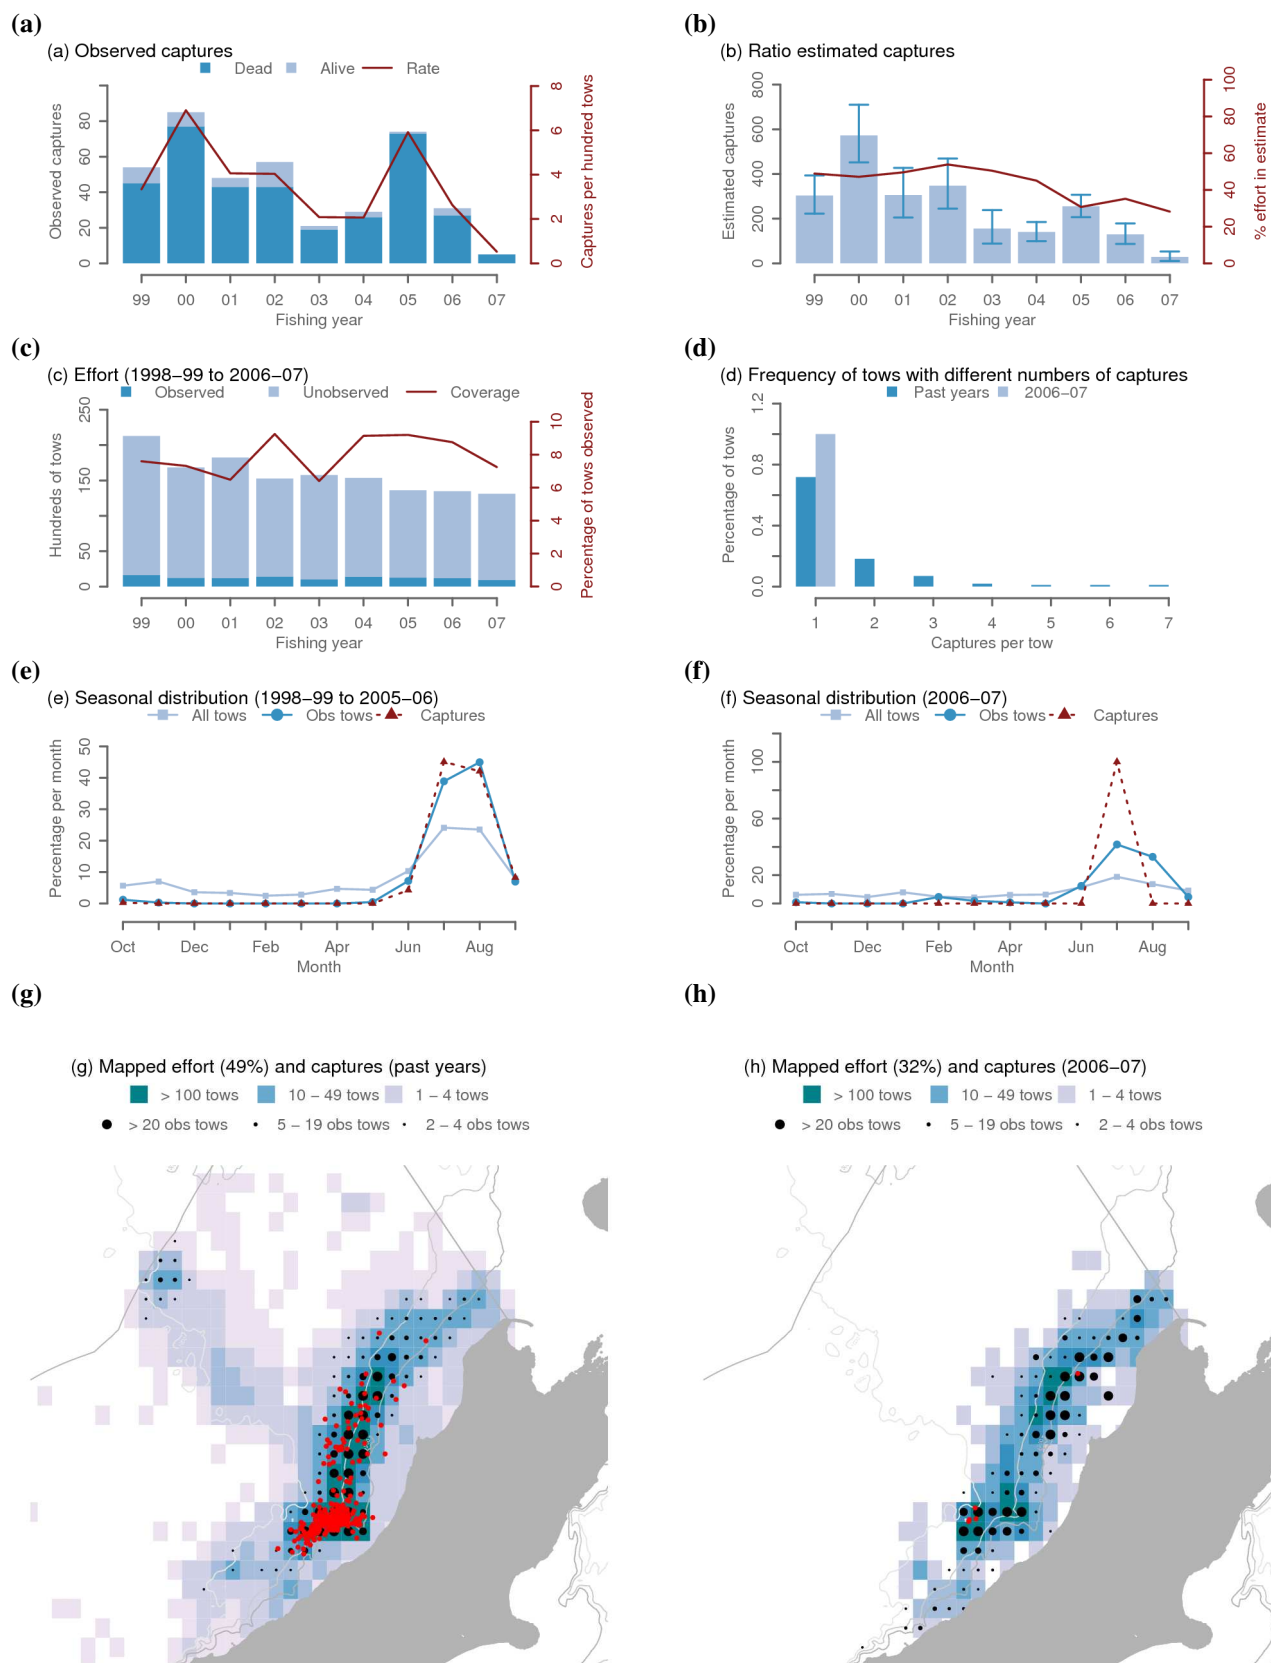 (a)
(a) Observed captures
Dead Alive Rate
Observed captures
0 20 40 60 80
Captures per hundred tows
0 2 4 6 8
99 00 01 02 03 04 05 06 07
Fishing year
(b)
(b) Ratio estimated captures
Estimated captures
0 200 400 600 800
% effort in estimate
0 20 40 60 80 100
99 00 01 02 03 04 05 06 07
Fishing year
(c)
(c) Effort (1998–99 to 2006–07)
Observed Unobserved Coverage
Hundreds of tows
0 50 150 250
Percentage of tows observed
0 2 4 6 8 10
99 00 01 02 03 04 05 06 07
Fishing year
(d)
(d) Frequency of tows with different numbers of captures
Past years 2006–07
Percentage of tows
0.0 0.4 0.8 1.2
1 2 3 4 5 6 7
Captures per tow
(e)
(e) Seasonal distribution (1998–99 to 2005–06)
All tows Obs tows Captures
Percentage per month
0 10 20 30 40 50
Oct Dec Feb Apr Jun Aug
Month
(f)
(f) Seasonal distribution (2006–07)
All tows Obs tows Captures
Percentage per month
0 20 60 100
Oct Dec Feb Apr Jun Aug
Month
(g)
(g) Mapped effort (49%) and captures (past years)
> 100 tows 10 – 49 tows 1 – 4 tows
> 20 obs tows 5 – 19 obs tows 2 – 4 obs tows
(h)
(h) Mapped effort (32%) and captures (2006–07)
> 100 tows 10 – 49 tows 1 – 4 tows
> 20 obs tows 5 – 19 obs tows 2 – 4 obs tows